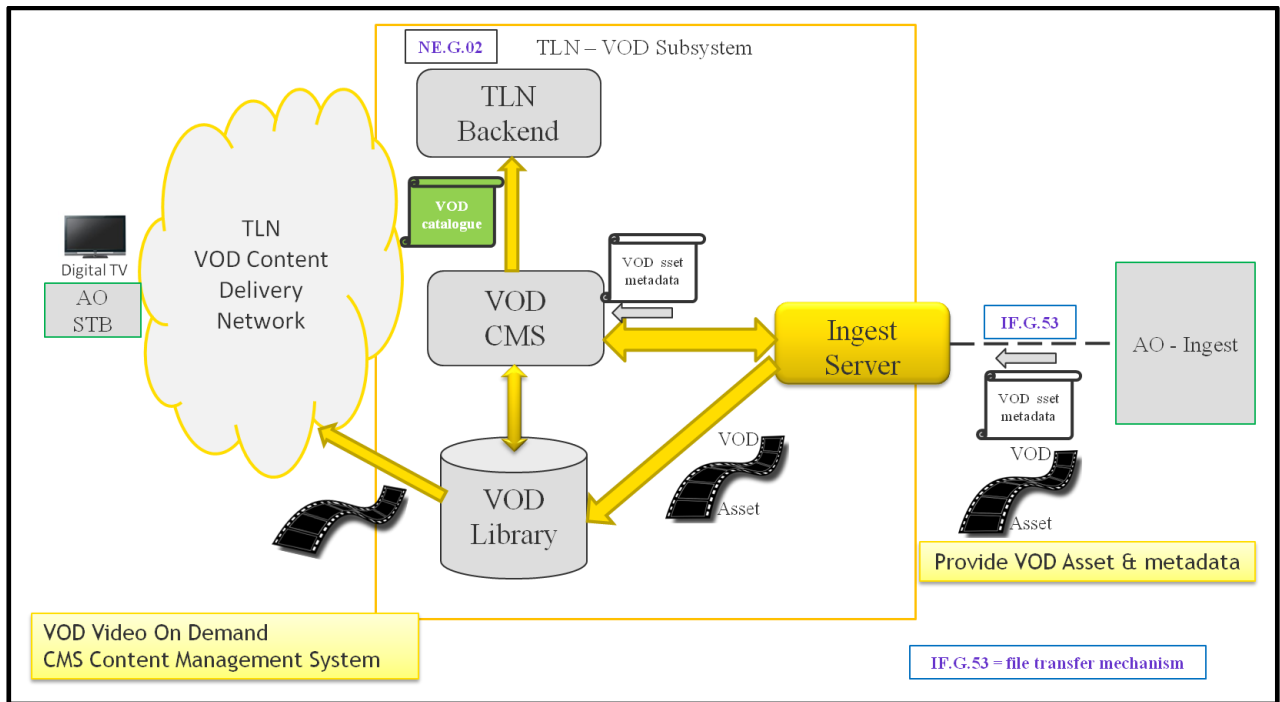 NE.G.02
TLN – VOD Subsystem
TLN
Backend
VOD
catalogue
TLN
VOD Content
Delivery
Network
Digital TV
AO
STB
VOD sset
metadata
VOD
CMS
Ingest
Server
IF.G.53
AO - Ingest
VOD sset
metadata
VOD
Asset
VOD
Library
VOD
Asset
Provide VOD Asset & metadata
VOD Video On Demand
CMS Content Management System
IF.G.53 = file transfer mechanism